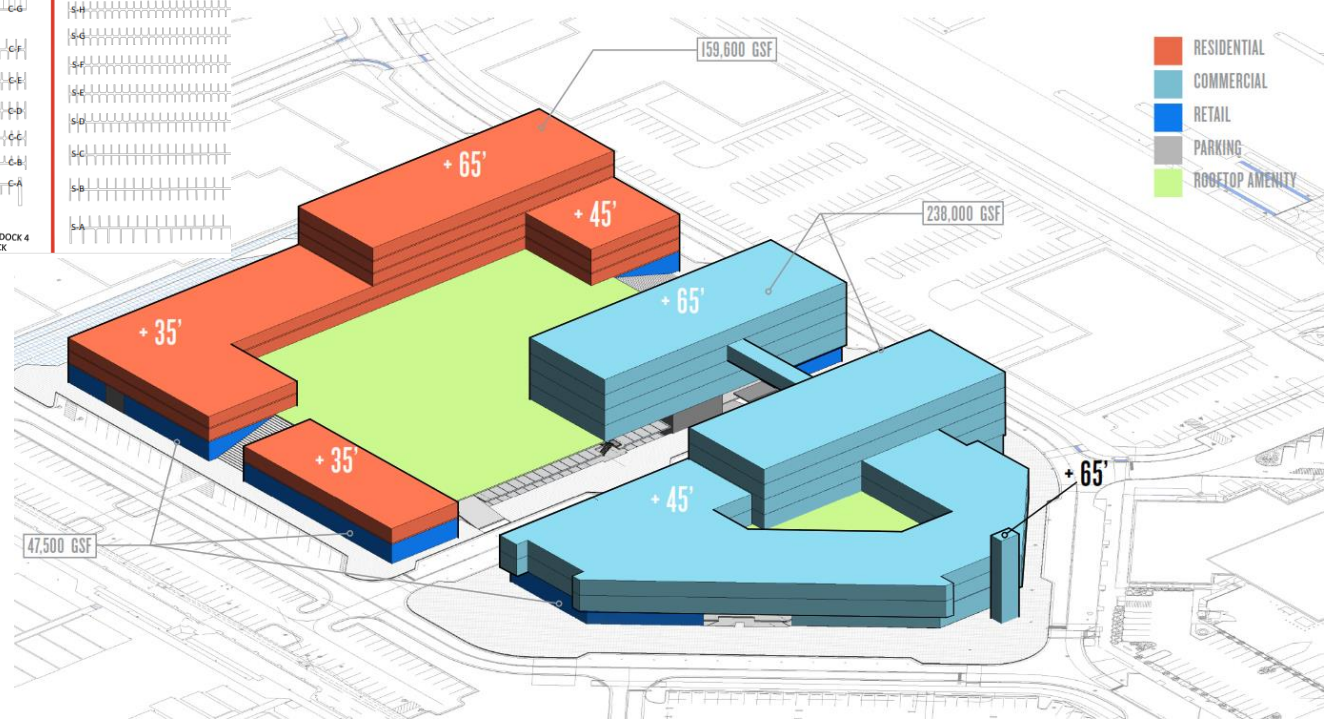 C-G
C-F
C-E
C-D
C-C
C-B
C-A
DOCK 4
CK
S-H
S-G
S-F
S-E
S-D
S-C
S-B
S-A
159,600 GSF
RESIDENTIAL
COMMERCIAL
RETAIL
PARKING
ROOFTOP AMENITY
+ 65'
+ 45'
238,000 GSF
+ 65'
+ 35'
+ 35'
+ 45'
+ 65'
47,500 GSF